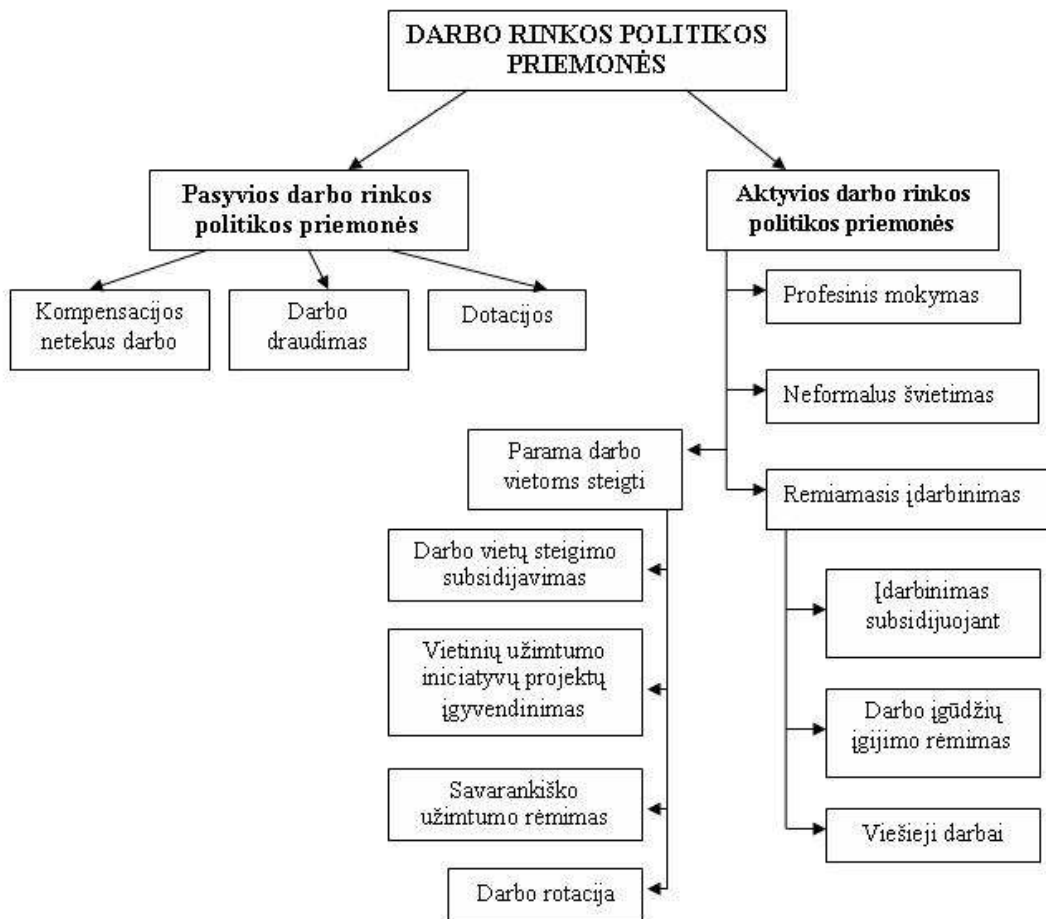 DARBO RINKOS POLITIKOS
PRIEMONĖS
Pasyvios darbo rinkos
politikos priemonės
Aktyvios darbo rinkos
politikos priemonės
Kompensacijos
netekus darbo
Darbo
draudimas
Dotacijos
Profesinis mokymas
Neformalus švietimas
Parama darbo
vietoms steigti
Remiamasis įdarbinimas
Darbo vietų steigimo
subsidijavimas
Vietinių užimtumo
iniciatyvų projektų
įgyvendinimas
Savarankiško
užimtumo rėmimas
Darbo rotacija
Įdarbinimas
subsidijuojant
Darbo įgūdžių
įgijimo rėmimas
Viešieji darbai